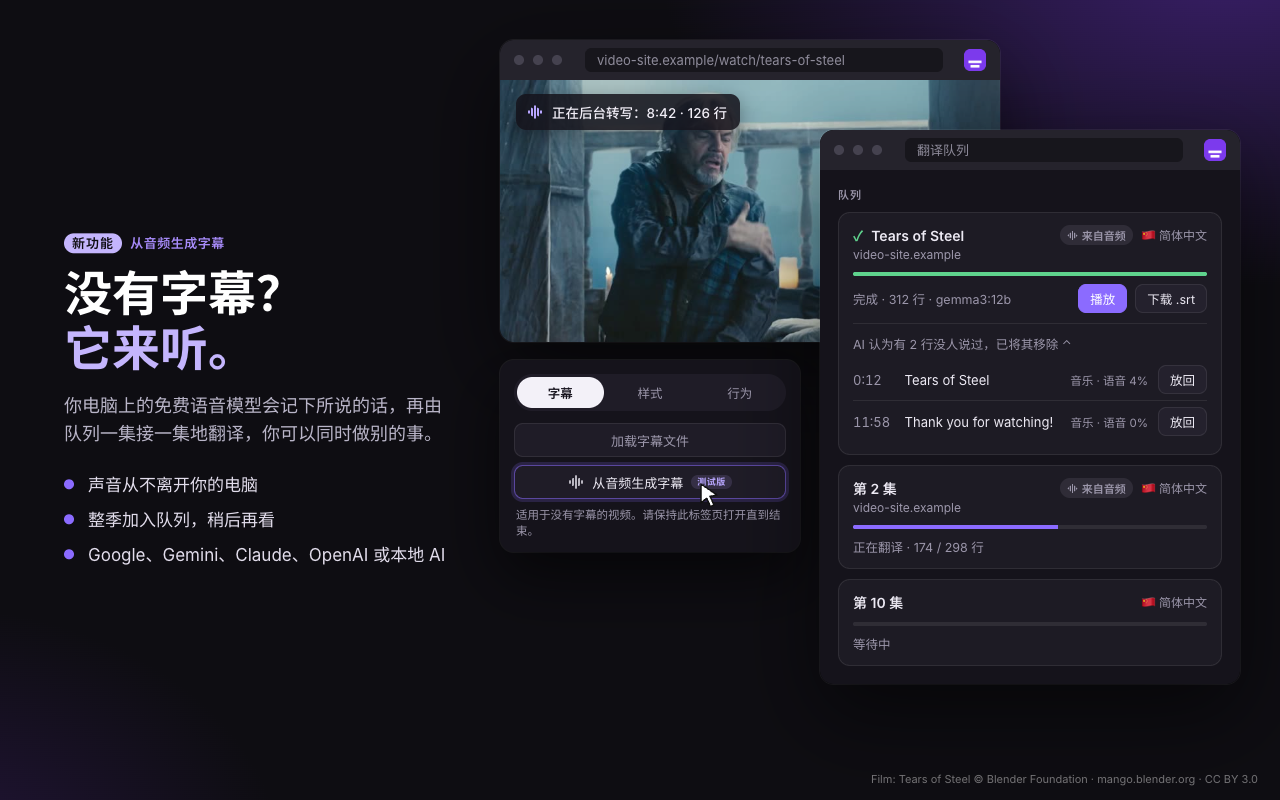 新功能 从音频生成字幕
没有字幕?
它来听。
你电脑上的免费语音模型会记下所说的话，再由
队列一集接一集地翻译，你可以同时做别的事。
声音从不离开你的电脑
整季加入队列，稍后再看
Google、Gemini、Claude、OpenAI 或本地 AI
video-site.example/watch/tears-of-steel
正在后台转写：8:42 · 126 行
字幕 样式 行为
加载字幕文件
从音频生成字幕 测试版
适用于没有字幕的视频。请保持此标签页打开直到结
束。
翻译队列
队列
✓ Tears of Steel 来自音频 🇨🇳 简体中文
video-site.example
完成 · 312 行 · gemma3:12b 播放 下载 .srt
AI 认为有 2 行没人说过，已将其移除 ^
0:12 Tears of Steel 音乐 · 语音 4% 放回
11:58 Thank you for watching! 音乐 · 语音 0% 放回
第 2 集 来自音频 🇨🇳 简体中文
video-site.example
正在翻译 · 174 / 298 行
第 10 集 🇨🇳 简体中文
等待中
Film: Tears of Steel © Blender Foundation · mango.blender.org · CC BY 3.0